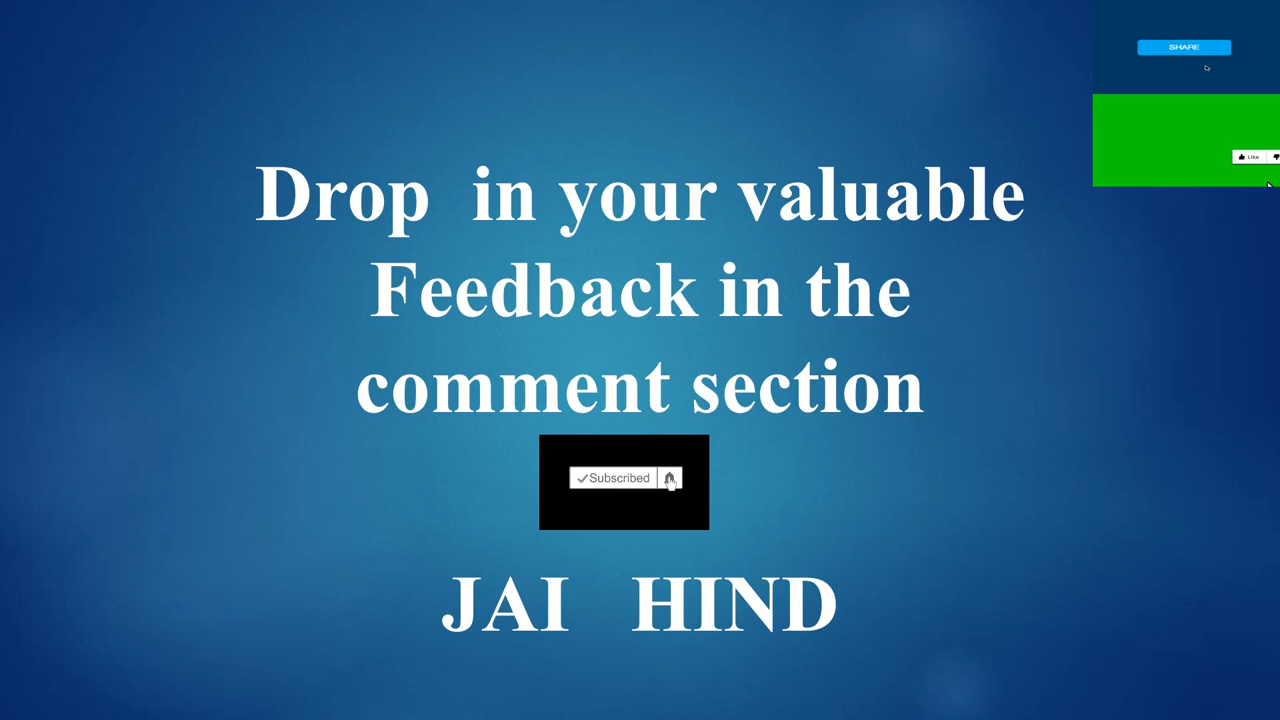 SHARE
Like
Drop in your valuable
Feedback in the
comment section
Subscribed
JAI HIND